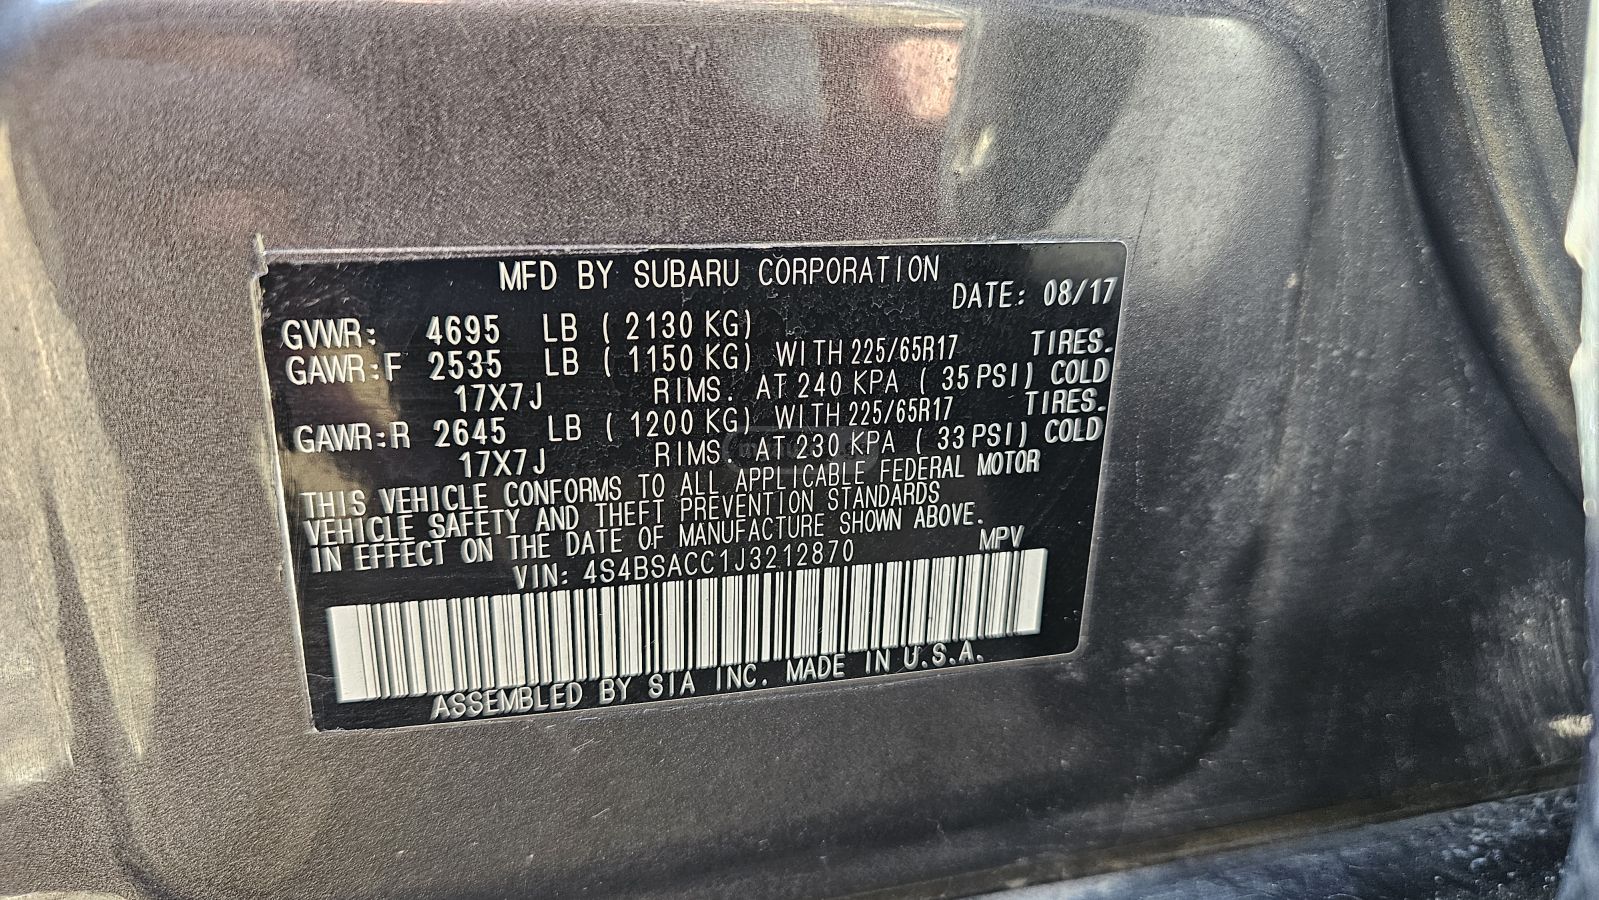 MFD BY SUBARU CORPORATION
DATE: 08/17
GVWR: 4695 LB ( 2130 KG)
GAWR:F 2535 LB ( 1150 KG) WITH 225/65R17 TIRES.
17X7J RIMS. AT 240 KPA ( 35 PSI) COLD
GAWR:R 2645 LB ( 1200 KG) WITH 225/65R17 TIRES.
17X7J RIMS. AT 230 KPA ( 33 PSI) COLD
THIS VEHICLE CONFORMS TO ALL APPLICABLE FEDERAL MOTOR
VEHICLE SAFETY AND THEFT PREVENTION STANDARDS
IN EFFECT ON THE DATE OF MANUFACTURE SHOWN ABOVE.
VIN: 4S4BSACC1J3212870 MPV
ASSEMBLED BY SIA INC. MADE IN U.S.A.